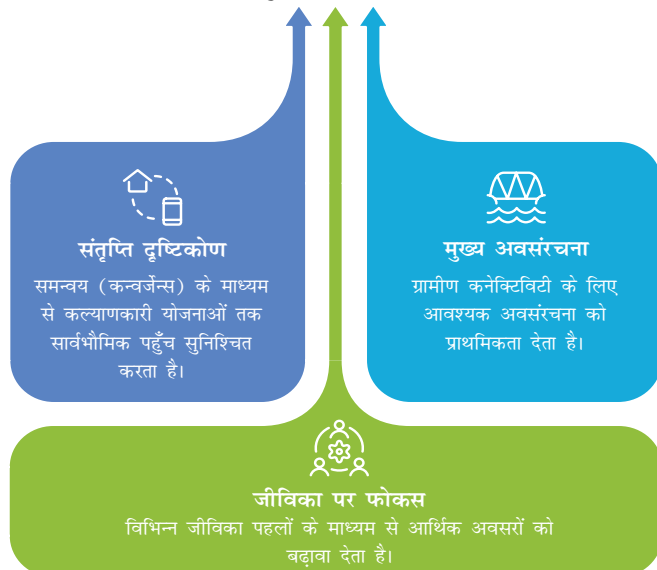 संतृप्ति दृष्टिकोण
समन्वय (कन्वर्जेन्स) के माध्यम
से कल्याणकारी योजनाओं तक
सार्वभौमिक पहुँच सुनिश्चित
करता है।
मुख्य अवसंरचना
ग्रामीण कनेक्टिविटी के लिए
आवश्यक अवसंरचना को
प्राथमिकता देता है।
जीविका पर फोकस
विभिन्न जीविका पहलों के माध्यम से आर्थिक अवसरों को
बढ़ावा देता है।